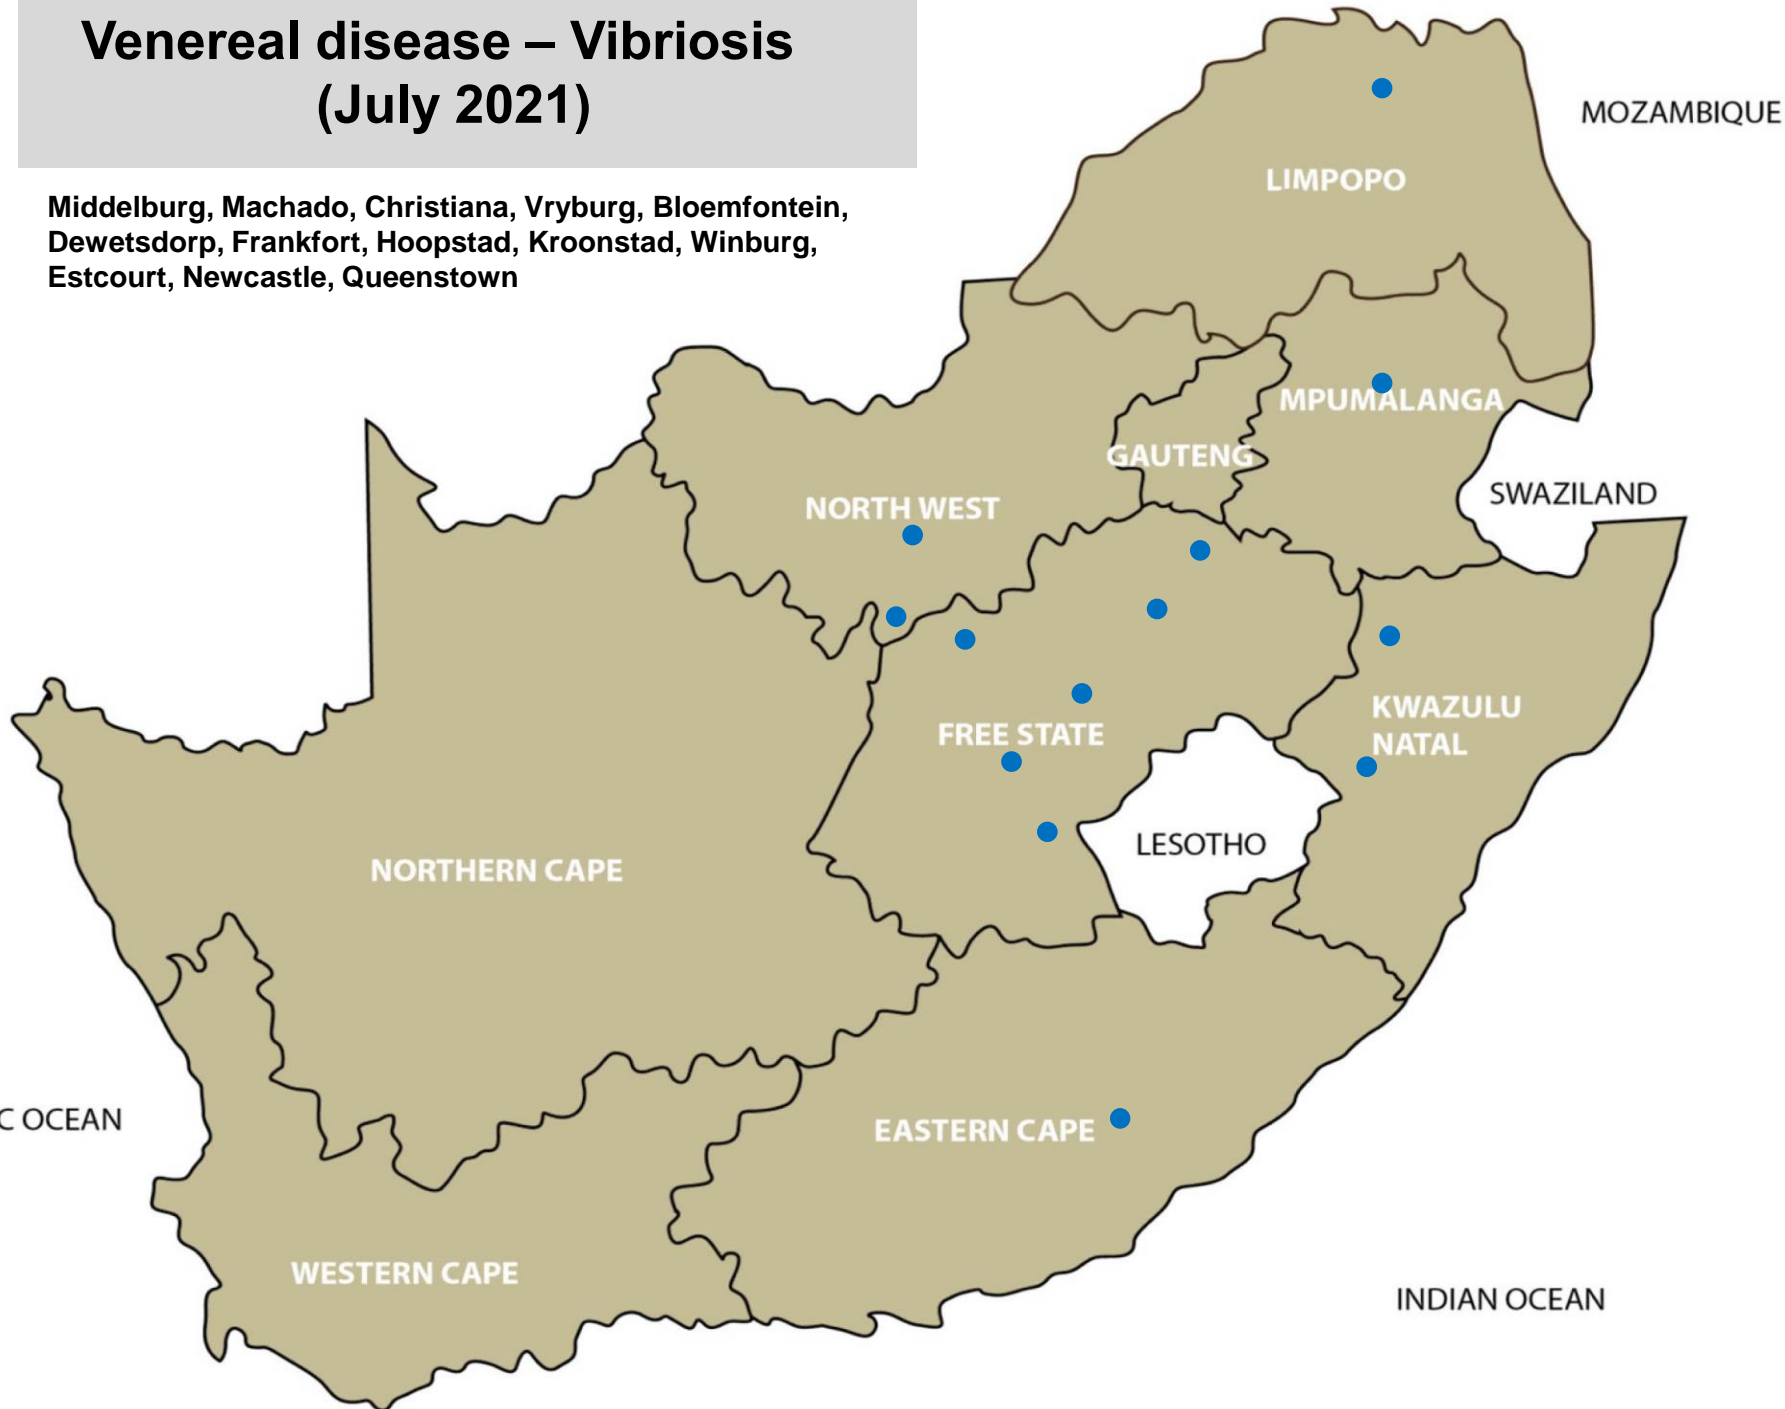 Venereal disease – Vibriosis
(July 2021)
Middelburg, Machado, Christiana, Vryburg, Bloemfontein,
Dewetsdorp, Frankfort, Hoopstad, Kroonstad, Winburg,
Estcourt, Newcastle, Queenstown
MOZAMBIQUE
LIMPOPO
MPUMALANGA
GAUTENG
SWAZILAND
NORTH WEST
KWAZULU
NATAL
FREE STATE
LESOTHO
NORTHERN CAPE
C OCEAN
EASTERN CAPE
WESTERN CAPE
INDIAN OCEAN